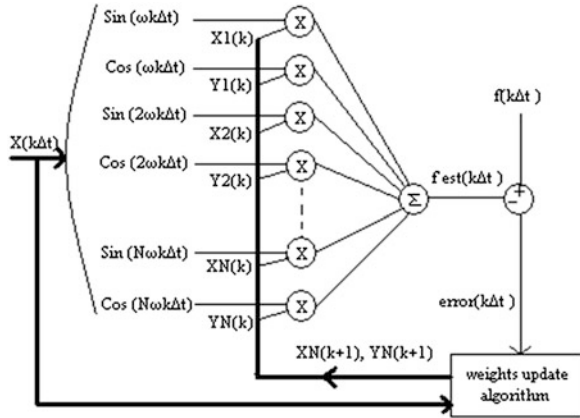 Sin (ωkΔt)
X
X1(k)
Cos (ωkΔt)
X
Y1(k)
Sin (2ωkΔt)
X
X2(k)
f(kΔt )
X(kΔt)
Cos (2ωkΔt)
X
Y2(k)
Σ
f'est(kΔt )
+
−
Sin (NωkΔt)
X
XN(k)
Cos (NωkΔt)
X
YN(k)
error(kΔt )
XN(k+1), YN(k+1)
weights update
algorithm